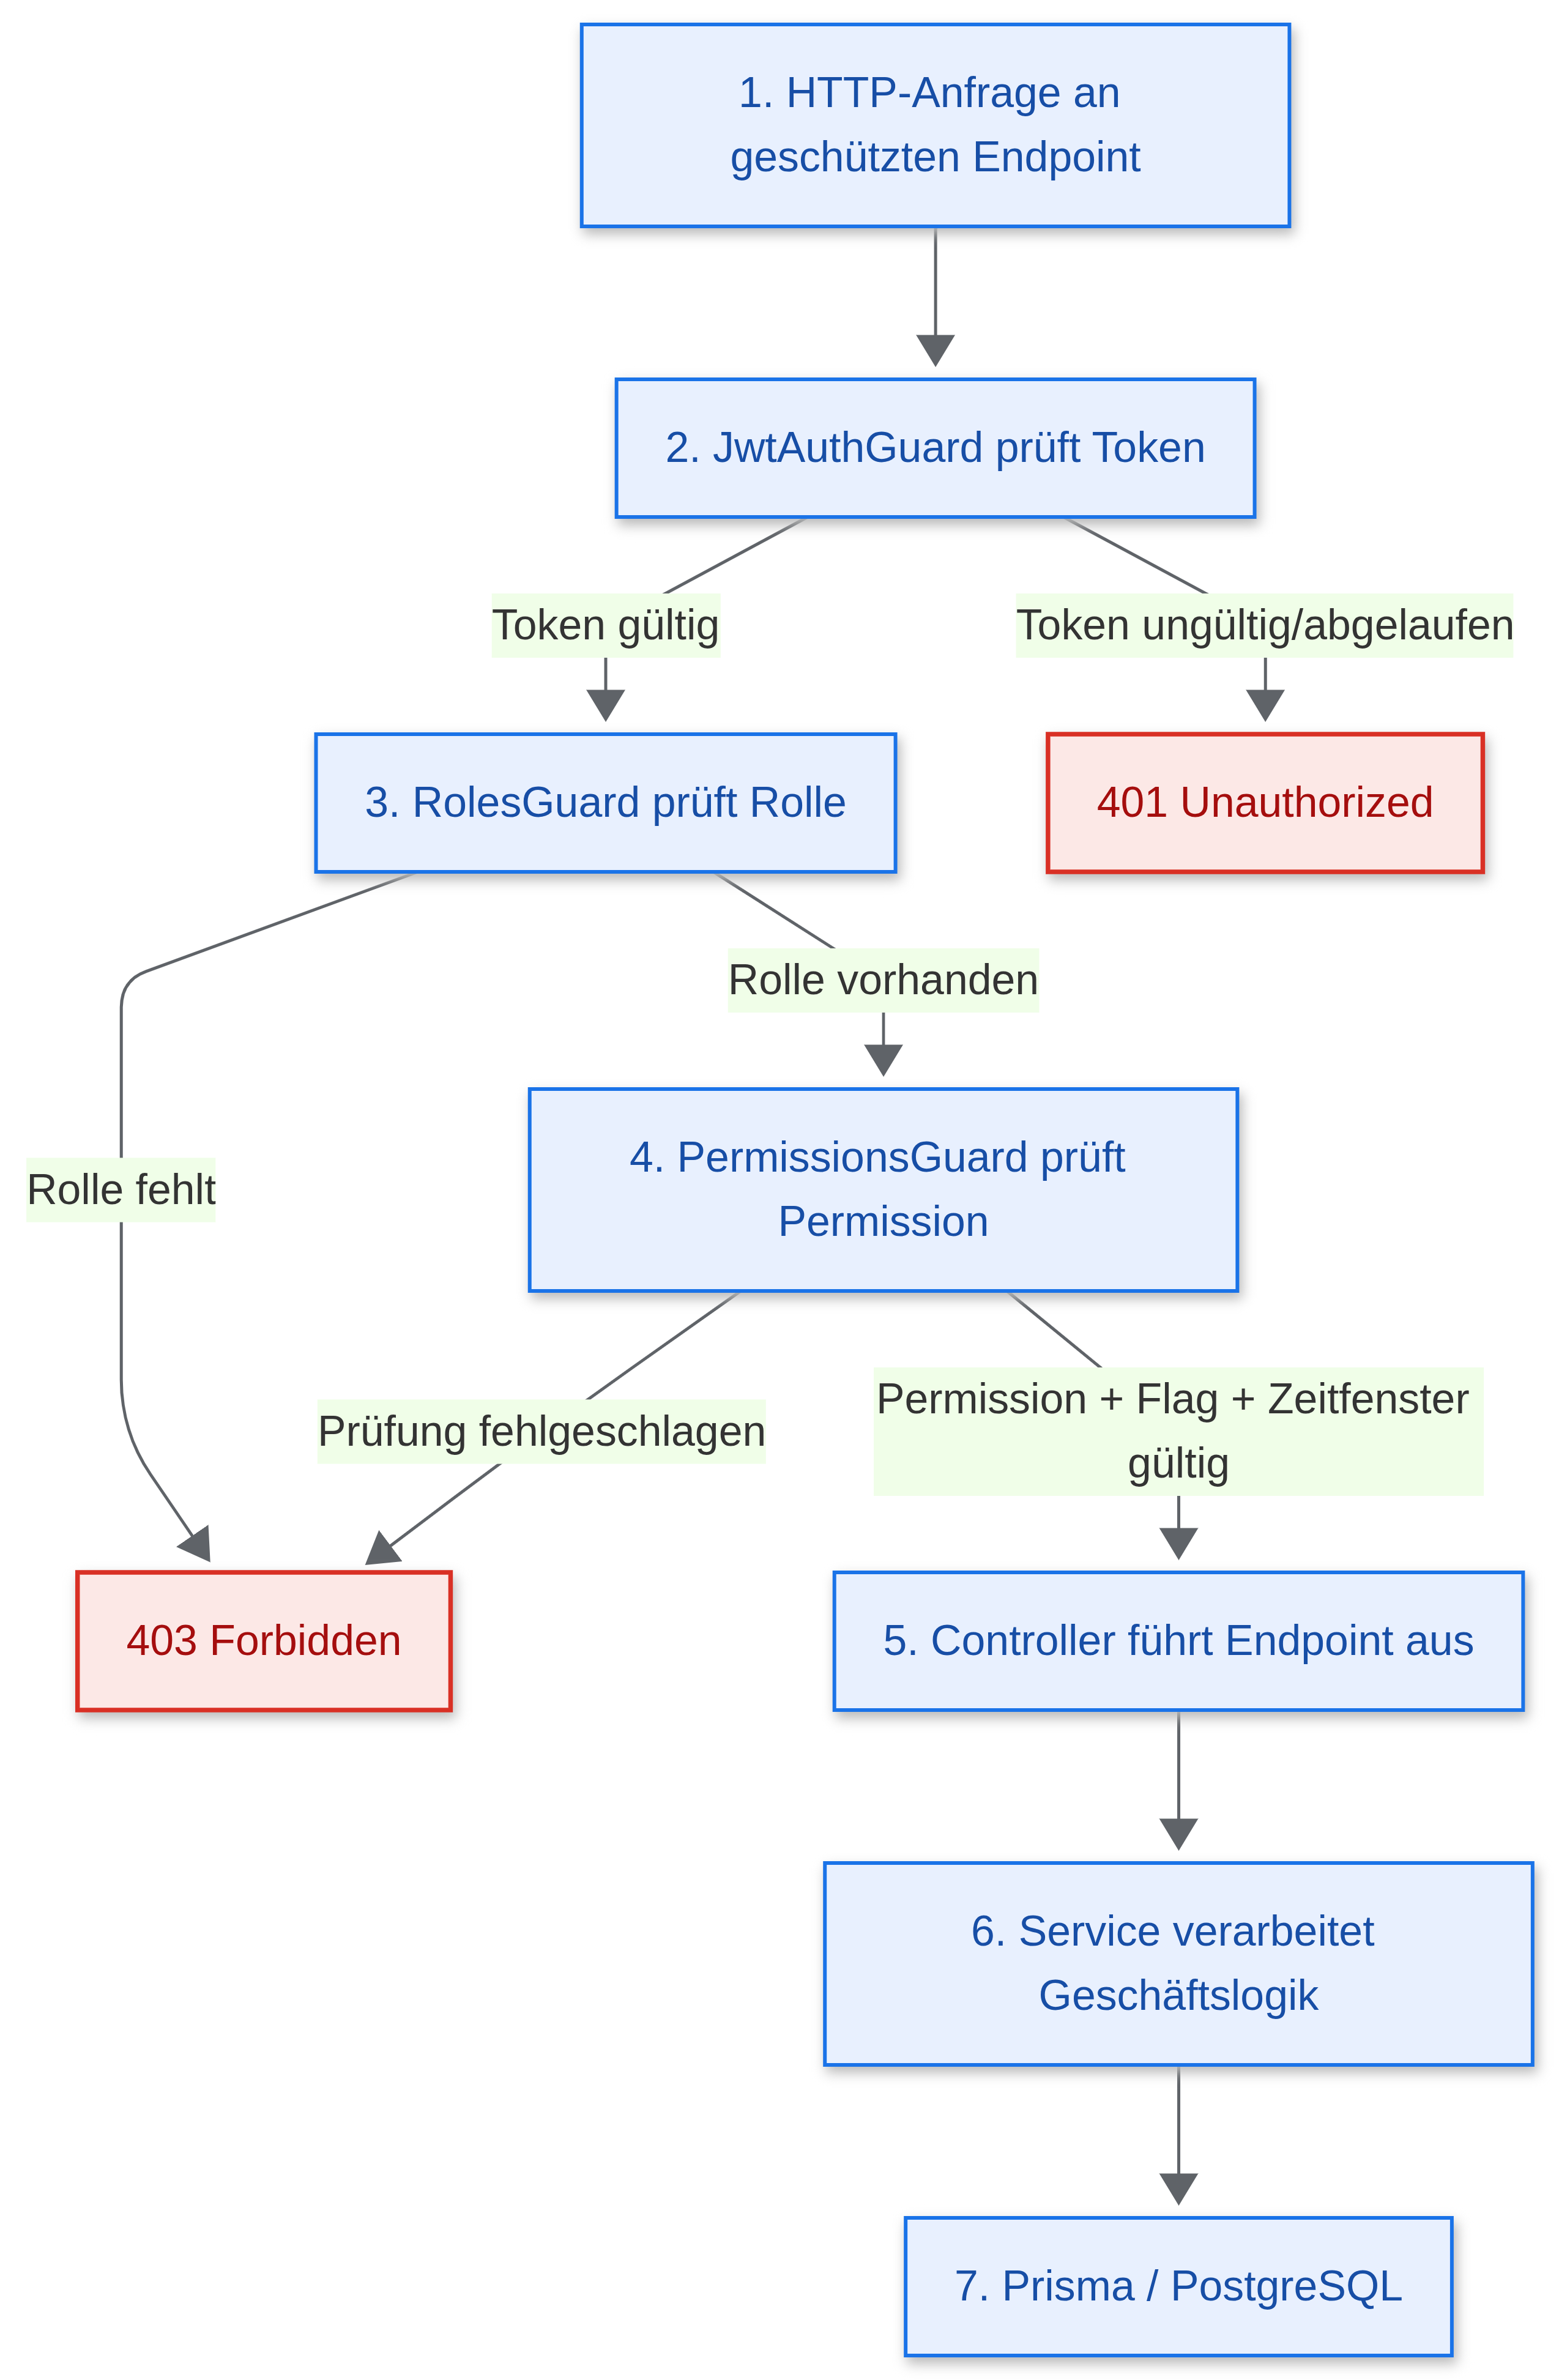 1. HTTP-Anfrage an
geschützten Endpoint
2. JwtAuthGuard prüft Token
Token gültig
Token ungültig/abgelaufen
3. RolesGuard prüft Rolle
401 Unauthorized
Rolle vorhanden
Rolle fehlt
4. PermissionsGuard prüft
Permission
Prüfung fehlgeschlagen
Permission + Flag + Zeitfenster
gültig
403 Forbidden
5. Controller führt Endpoint aus
6. Service verarbeitet
Geschäftslogik
7. Prisma / PostgreSQL